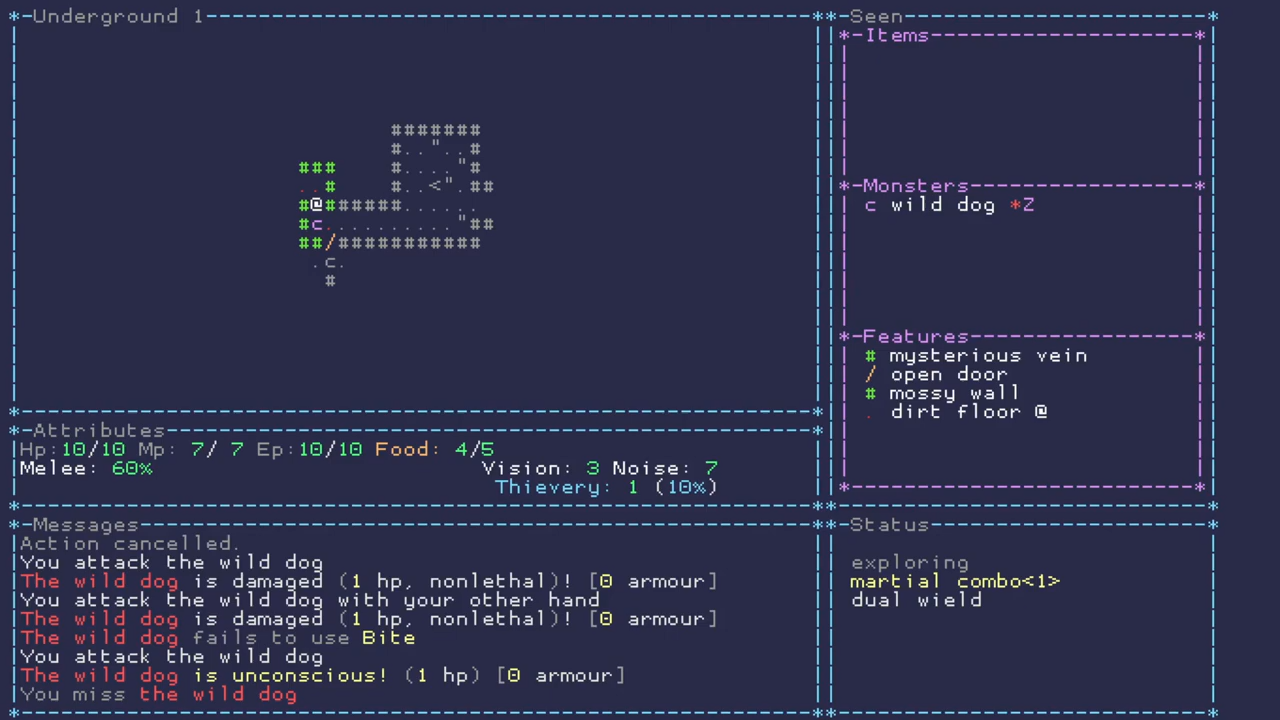 Underground 1
#######
#.."..#
### #...."#
..# #..<".##
#@######......
#c.........."##
##/###########
.c.
#
Attributes
Hp:10/10 Mp: 7/ 7 Ep:10/10 Food: 4/5
Melee: 60% Vision: 3 Noise: 7
Thievery: 1 (10%)
Messages
Action cancelled.
You attack the wild dog
The wild dog is damaged (1 hp, nonlethal)! [0 armour]
You attack the wild dog with your other hand
The wild dog is damaged (1 hp, nonlethal)! [0 armour]
The wild dog fails to use Bite
You attack the wild dog
The wild dog is unconscious! (1 hp) [0 armour]
You miss the wild dog
Seen
Items
Monsters
c wild dog *Z
Features
# mysterious vein
/ open door
# mossy wall
. dirt floor @
Status
exploring
martial combo<1>
dual wield